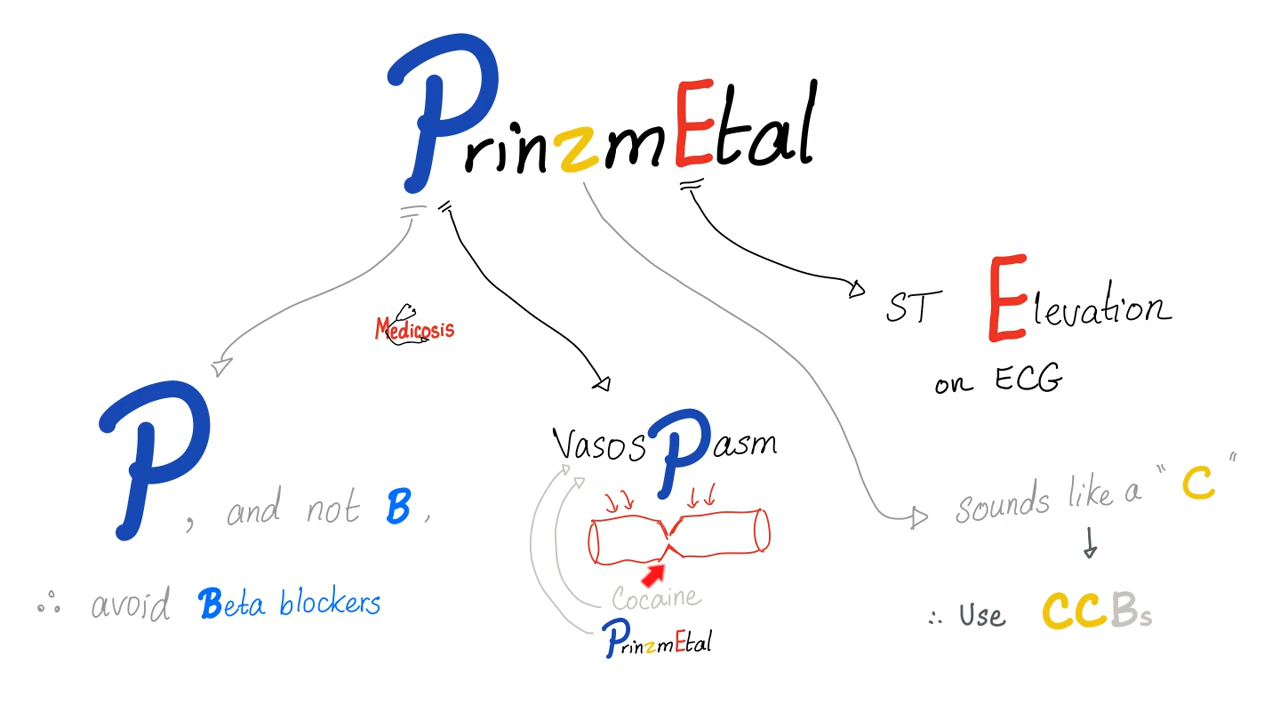 PrinzmEtal
Medicosis
ST Elevation
on ECG
P, and not B,
∴ avoid Beta blockers
VasosPasm
Cocaine
PrinzmEtal
sounds like a "C"
∴ Use CCBs